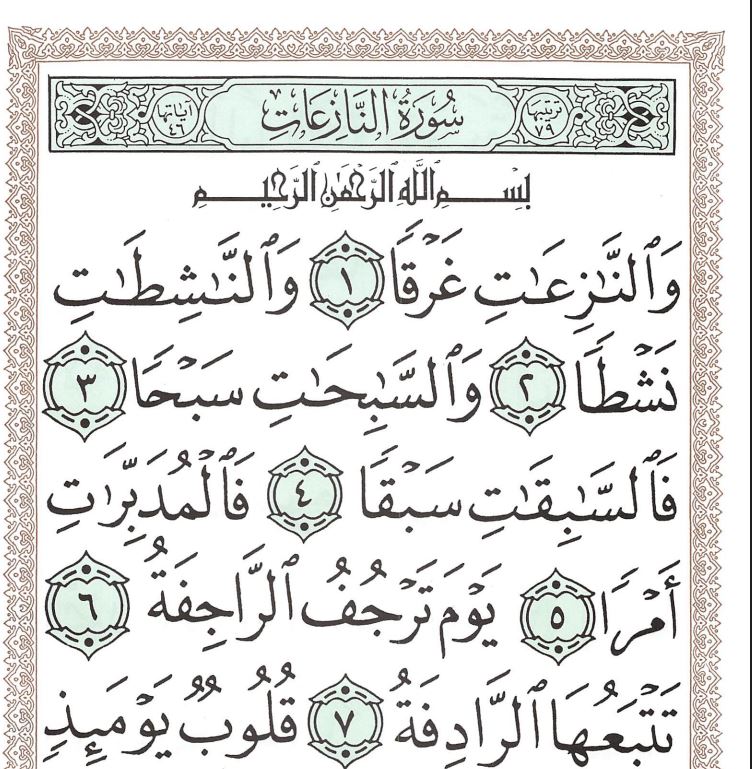 ترتيبها ٧٩ سُورَةُ النَّازِعَاتِ آياتها ٤٦
بِسْمِ ٱللَّهِ ٱلرَّحْمَٰنِ ٱلرَّحِيمِ
وَٱلنَّٰزِعَٰتِ غَرْقًا ١ وَٱلنَّٰشِطَٰتِ
نَشْطًا ٢ وَٱلسَّٰبِحَٰتِ سَبْحًا ٣
فَٱلسَّٰبِقَٰتِ سَبْقًا ٤ فَٱلْمُدَبِّرَٰتِ
أَمْرًا ٥ يَوْمَ تَرْجُفُ ٱلرَّاجِفَةُ ٦
تَتْبَعُهَا ٱلرَّادِفَةُ ٧ قُلُوبٌ يَوْمَئِذٍ